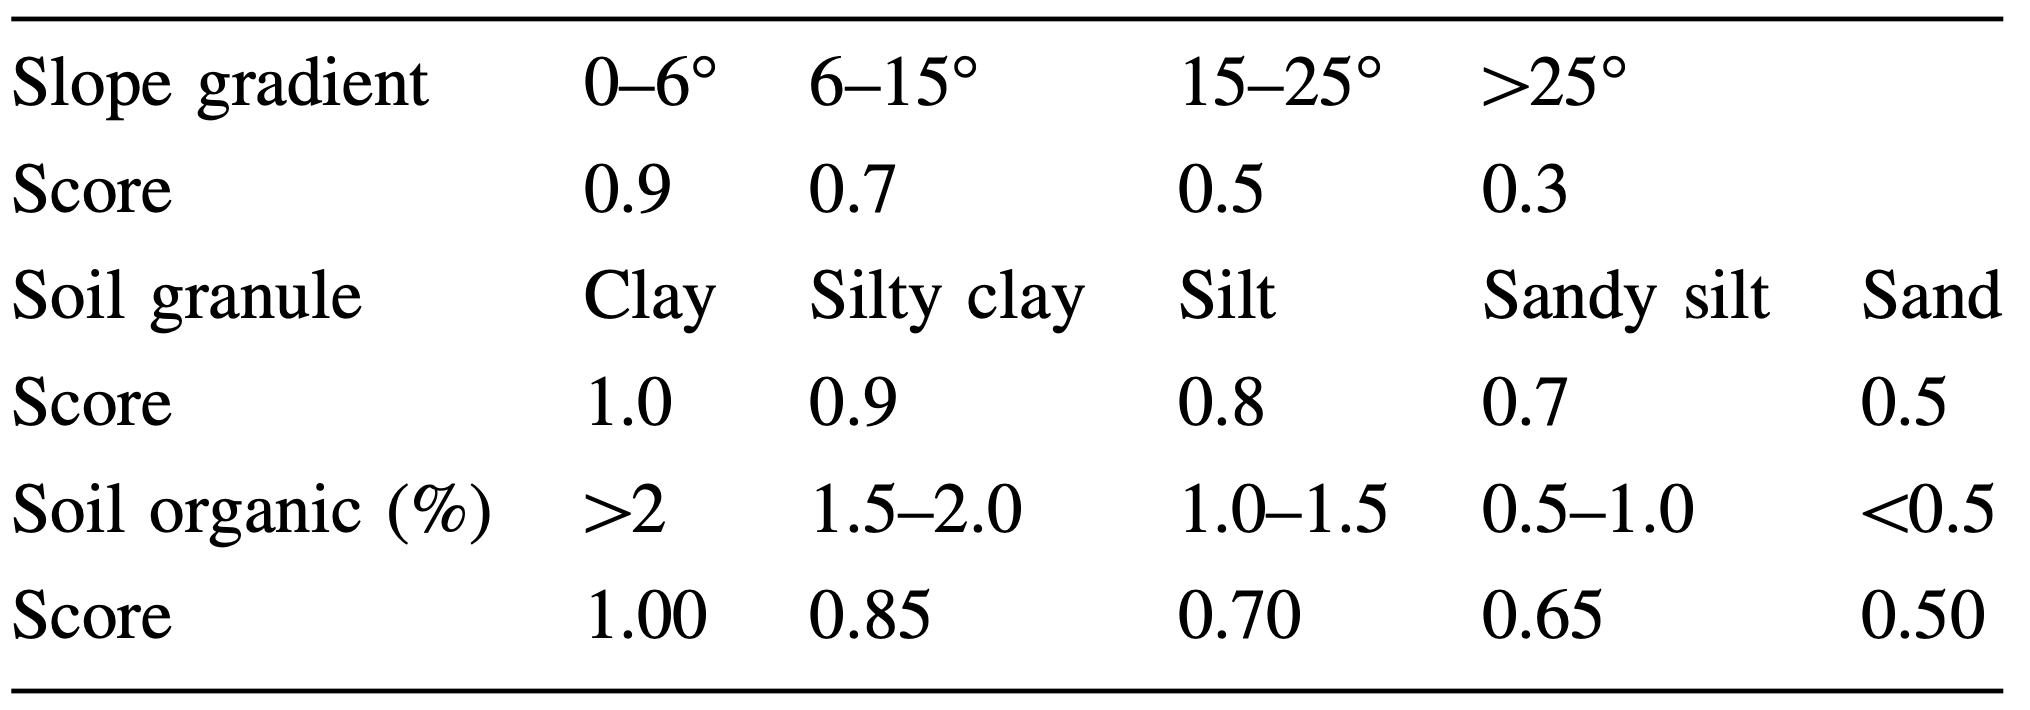 Slope gradient 0–6° 6–15° 15–25° >25°
Score 0.9 0.7 0.5 0.3
Soil granule Clay Silty clay Silt Sandy silt Sand
Score 1.0 0.9 0.8 0.7 0.5
Soil organic (%) >2 1.5–2.0 1.0–1.5 0.5–1.0 <0.5
Score 1.00 0.85 0.70 0.65 0.50